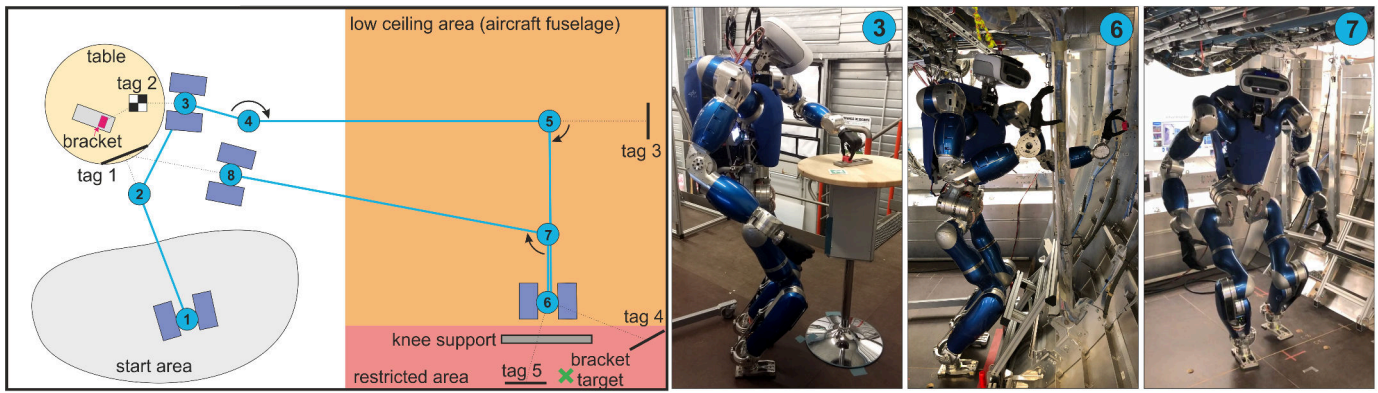 low ceiling area (aircraft fuselage)
table
tag 2
bracket
tag 1
1
2
3
4
5
6
7
8
tag 3
tag 4
knee support
tag 5
bracket
target
restricted area
start area
3
6
7